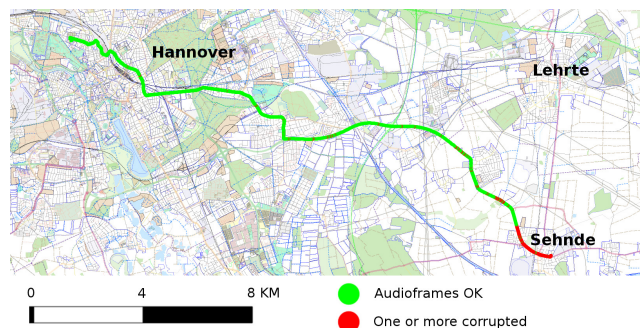 Hannover
Lehrte
Sehnde
0 4 8 KM
Audioframes OK
One or more corrupted